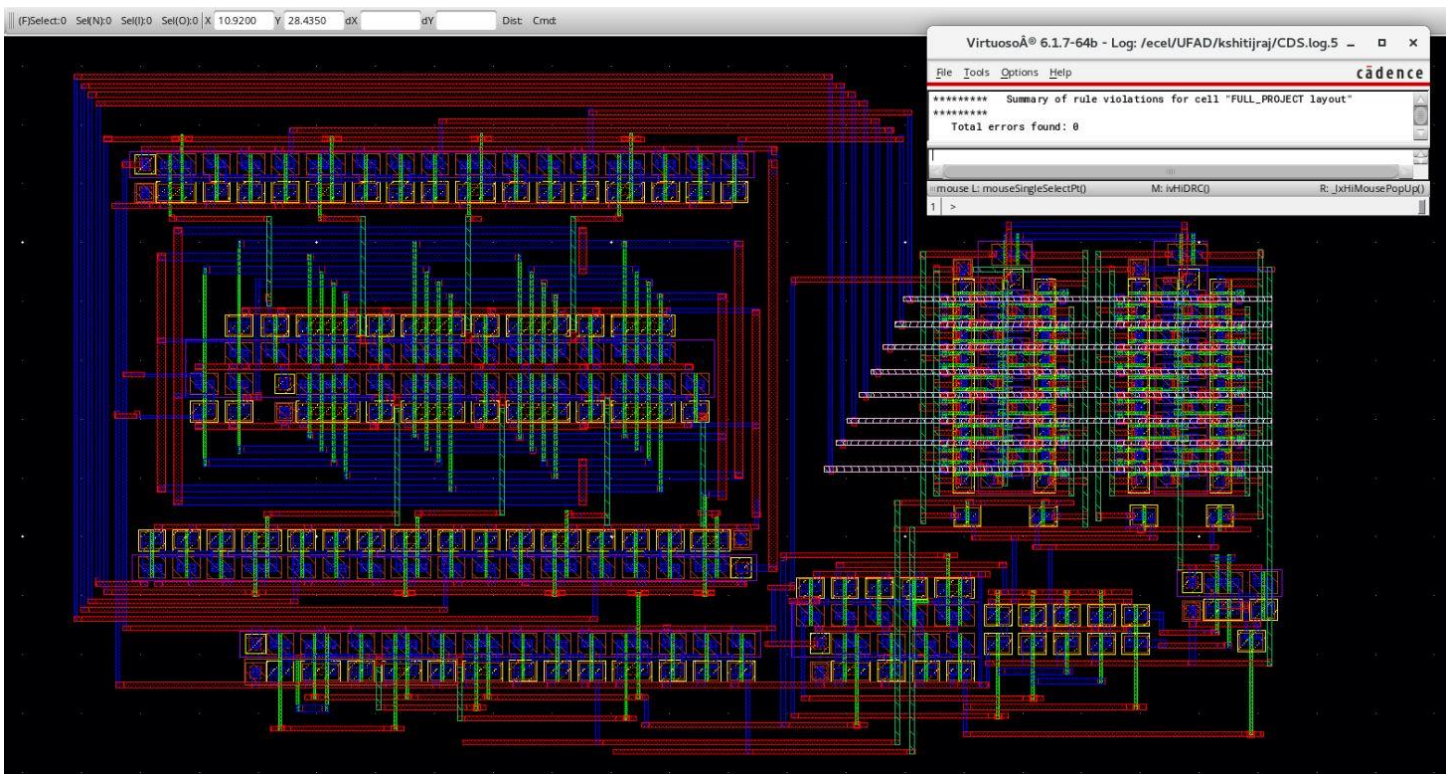 (F)Select:0 Sel(N):0 Sel(I):0 Sel(O):0 X 10.9200 Y 28.4350 dX dY Dist: Cmd:
VirtuosoÂ® 6.1.7-64b - Log: /ecel/UFAD/kshitijraj/CDS.log.5
File Tools Options Help
cādence
********* Summary of rule violations for cell "FULL_PROJECT layout"
*********
Total errors found: 0
mouse L: mouseSingleSelectPt() M: ivHiDRC() R: _lxHiMousePopUp()
1 >